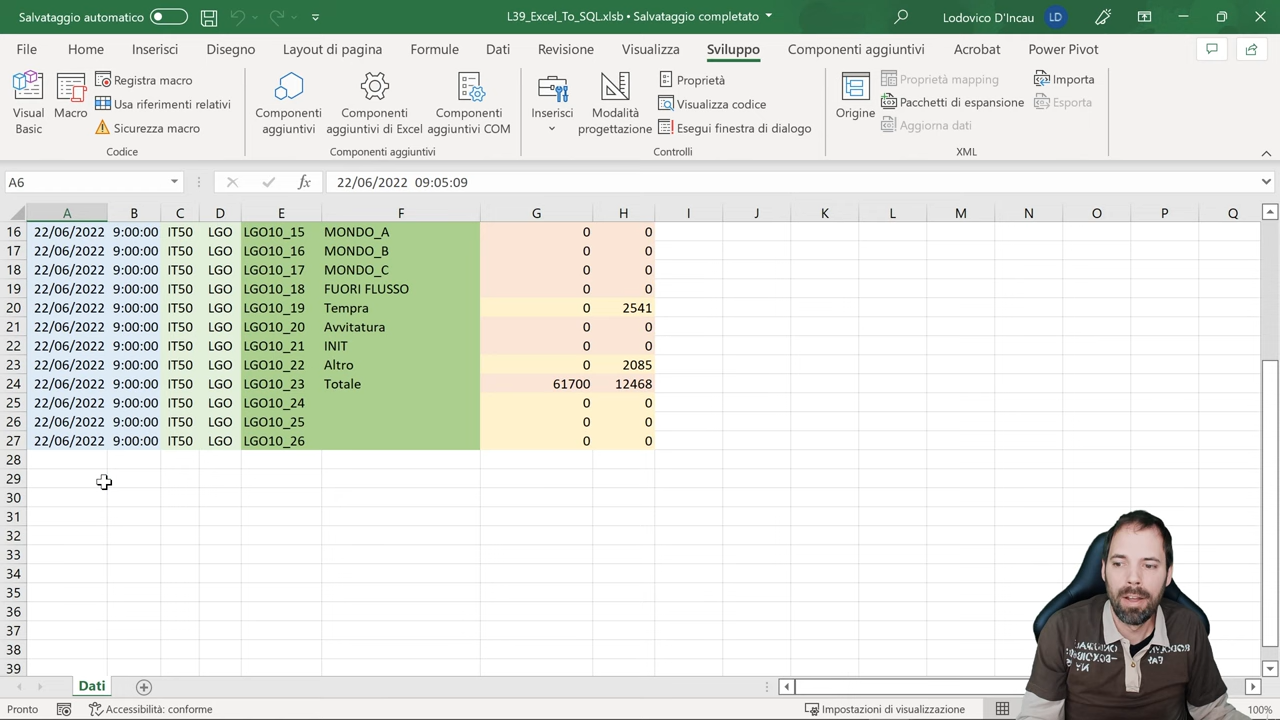 Salvataggio automatico
L39_Excel_To_SQL.xlsb • Salvataggio completato
Lodovico D'Incau LD
File Home Inserisci Disegno Layout di pagina Formule Dati Revisione Visualizza Sviluppo Componenti aggiuntivi Acrobat Power Pivot
Visual Basic
Macro
Registra macro
Usa riferimenti relativi
Sicurezza macro
Codice
Componenti aggiuntivi
Componenti aggiuntivi di Excel
Componenti aggiuntivi COM
Componenti aggiuntivi
Inserisci
Modalità progettazione
Proprietà
Visualizza codice
Esegui finestra di dialogo
Controlli
Origine
Proprietà mapping
Pacchetti di espansione
Aggiorna dati
Importa
Esporta
XML
A6 fx 22/06/2022 09:05:09
A B C D E F G H I J K L M N O P Q
16 22/06/2022 9:00:00 IT50 LGO LGO10_15 MONDO_A 0 0
17 22/06/2022 9:00:00 IT50 LGO LGO10_16 MONDO_B 0 0
18 22/06/2022 9:00:00 IT50 LGO LGO10_17 MONDO_C 0 0
19 22/06/2022 9:00:00 IT50 LGO LGO10_18 FUORI FLUSSO 0 0
20 22/06/2022 9:00:00 IT50 LGO LGO10_19 Tempra 0 2541
21 22/06/2022 9:00:00 IT50 LGO LGO10_20 Avvitatura 0 0
22 22/06/2022 9:00:00 IT50 LGO LGO10_21 INIT 0 0
23 22/06/2022 9:00:00 IT50 LGO LGO10_22 Altro 0 2085
24 22/06/2022 9:00:00 IT50 LGO LGO10_23 Totale 61700 12468
25 22/06/2022 9:00:00 IT50 LGO LGO10_24 0 0
26 22/06/2022 9:00:00 IT50 LGO LGO10_25 0 0
27 22/06/2022 9:00:00 IT50 LGO LGO10_26 0 0
28
29
30
31
32
33
34
35
36
37
38
39
Dati
Pronto Accessibilità: conforme Impostazioni di visualizzazione 100%